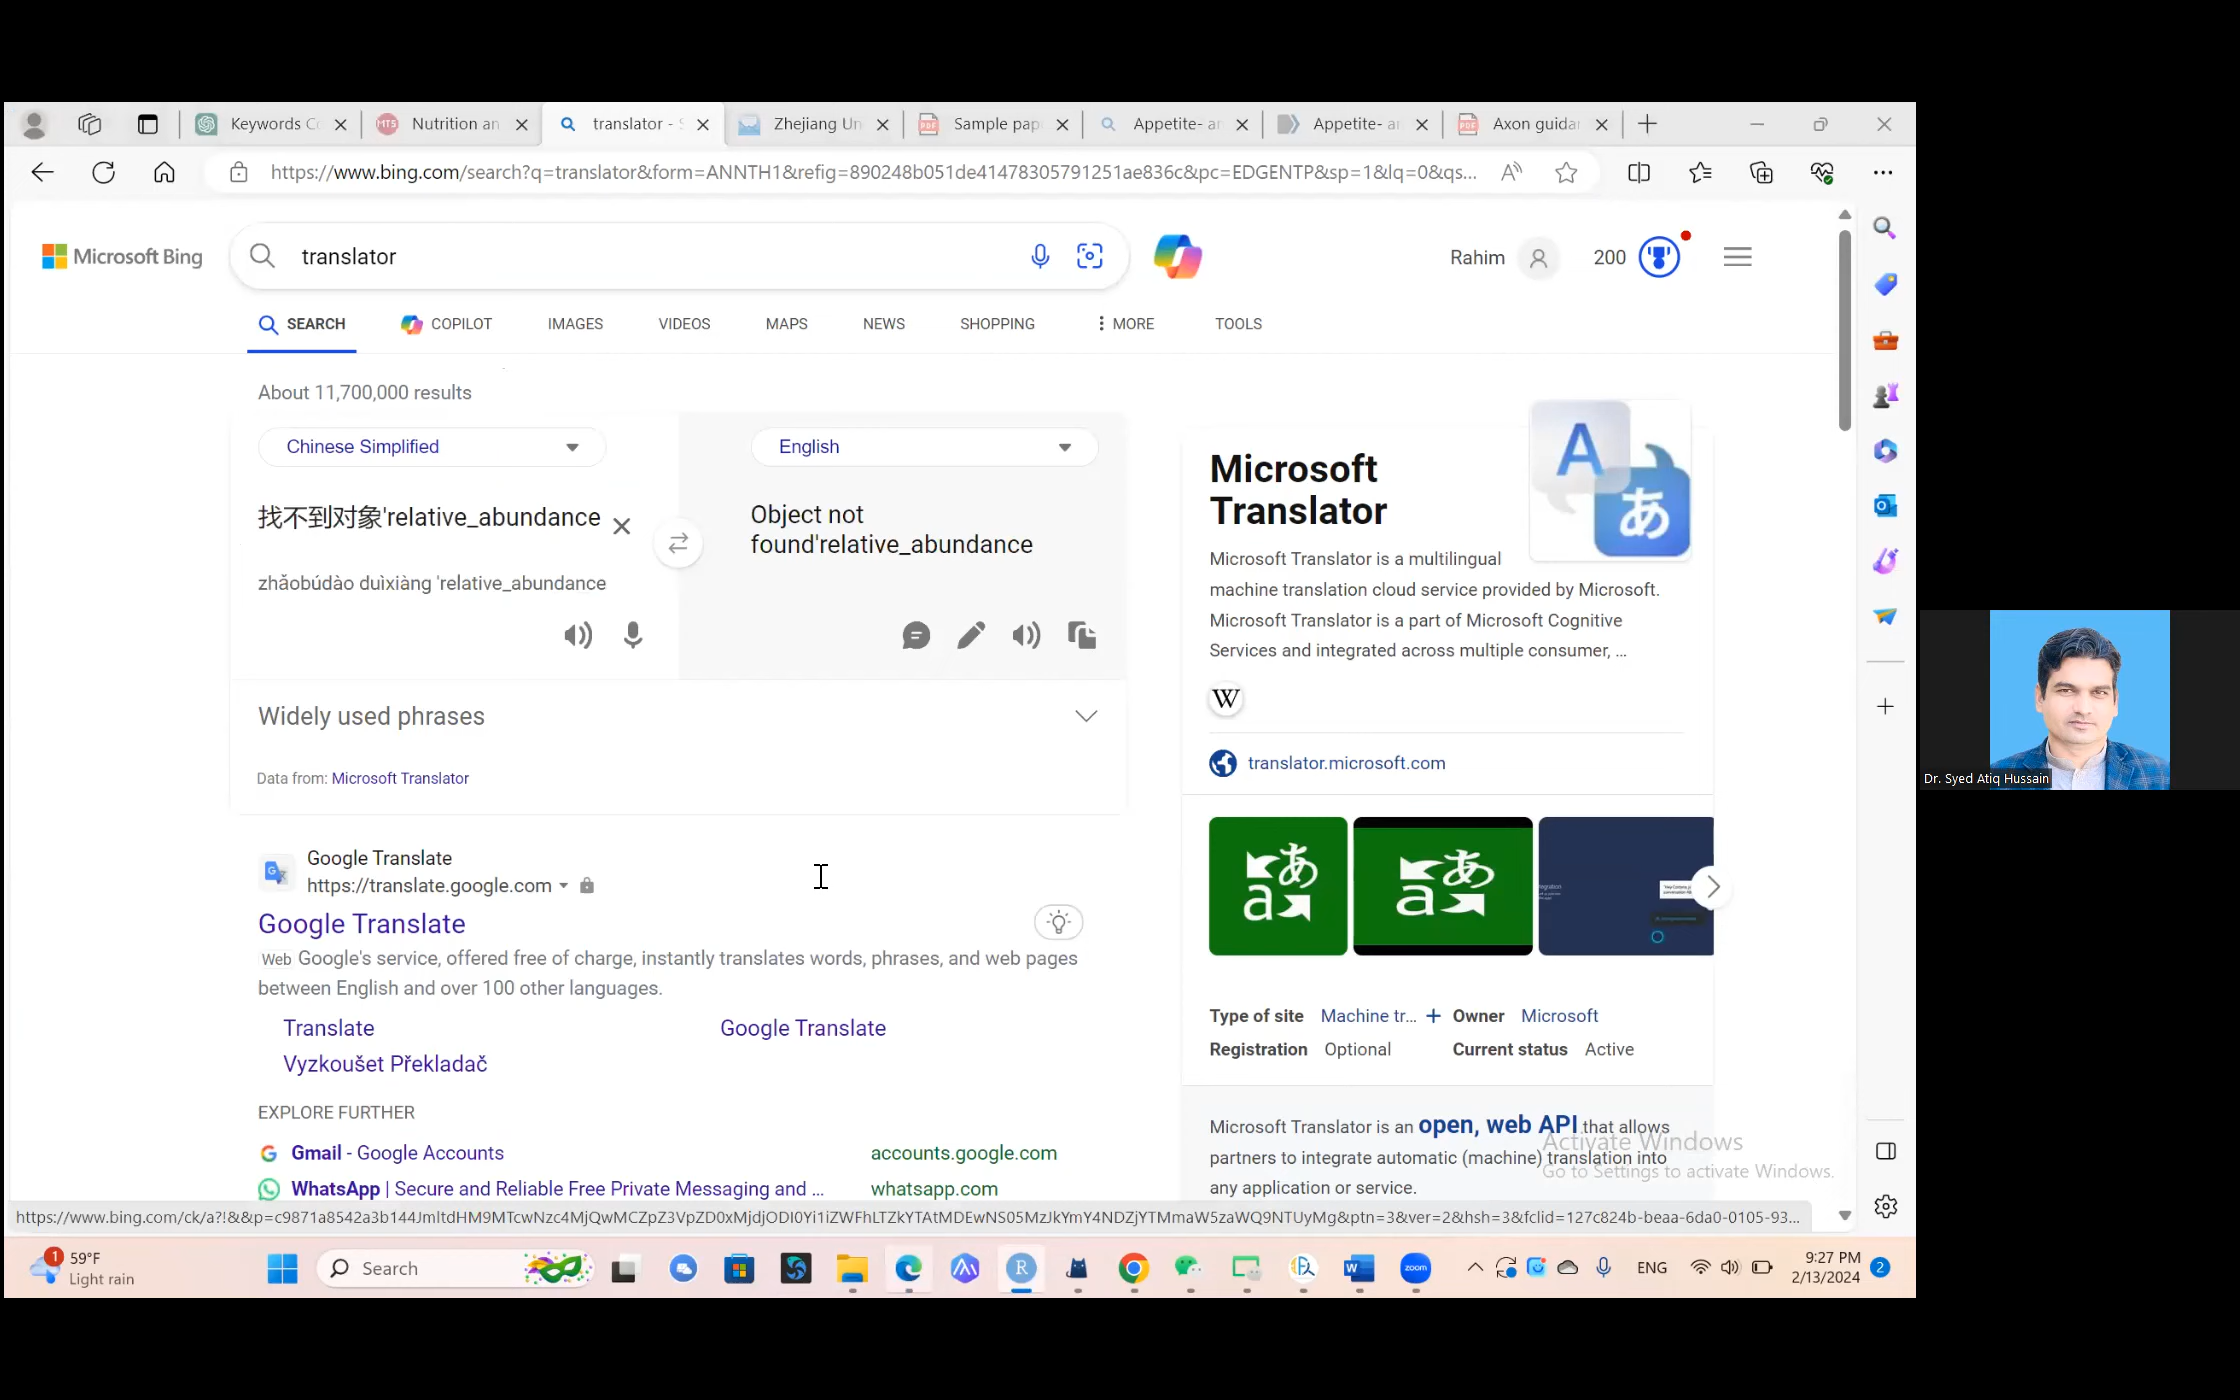 Keywords C
Nutrition an
translator - S
Zhejiang Un
Sample pap
Appetite- ar
Appetite- ar
Axon guidan
https://www.bing.com/search?q=translator&form=ANNTH1&refig=890248b051de41478305791251ae836c&pc=EDGENTP&sp=1&lq=0&qs...
Microsoft Bing
translator
Rahim
200
SEARCH
COPILOT
IMAGES
VIDEOS
MAPS
NEWS
SHOPPING
MORE
TOOLS
About 11,700,000 results
Chinese Simplified
English
找不到对象'relative_abundance
zhǎobúdào duìxiàng 'relative_abundance
Object not
found'relative_abundance
Widely used phrases
Data from: Microsoft Translator
Google Translate
https://translate.google.com
Google Translate
Web Google's service, offered free of charge, instantly translates words, phrases, and web pages
between English and over 100 other languages.
Translate
Google Translate
Vyzkoušet Překladač
EXPLORE FURTHER
Gmail - Google Accounts
accounts.google.com
WhatsApp | Secure and Reliable Free Private Messaging and ...
whatsapp.com
Microsoft
Translator
Microsoft Translator is a multilingual
machine translation cloud service provided by Microsoft.
Microsoft Translator is a part of Microsoft Cognitive
Services and integrated across multiple consumer, ...
W
translator.microsoft.com
Type of site Machine tr... + Owner Microsoft
Registration Optional Current status Active
Microsoft Translator is an open, web API that allows
partners to integrate automatic (machine) translation into
any application or service.
Activate Windows
Go to Settings to activate Windows.
59°F
Light rain
Search
ENG
9:27 PM
2/13/2024
2
Dr. Syed Atiq Hussain